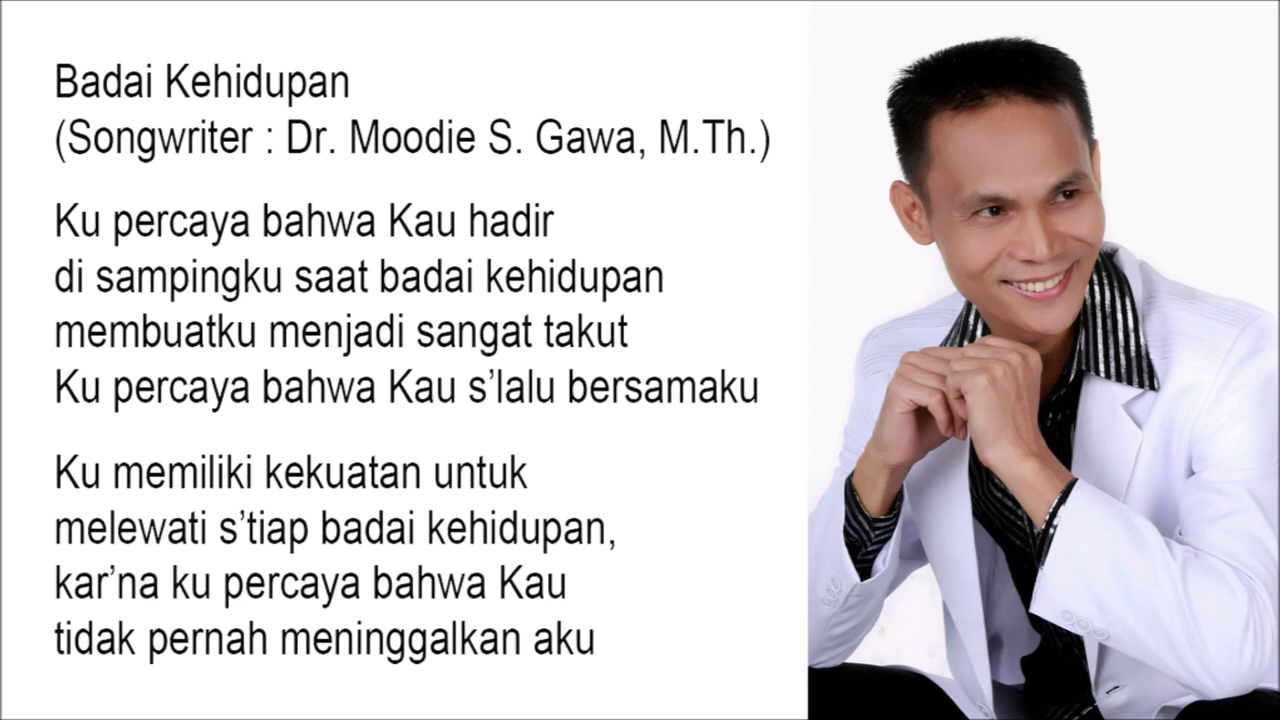 Badai Kehidupan
(Songwriter : Dr. Moodie S. Gawa, M.Th.)
Ku percaya bahwa Kau hadir
di sampingku saat badai kehidupan
membuatku menjadi sangat takut
Ku percaya bahwa Kau s’lalu bersamaku
Ku memiliki kekuatan untuk
melewati s’tiap badai kehidupan,
kar’na ku percaya bahwa Kau
tidak pernah meninggalkan aku